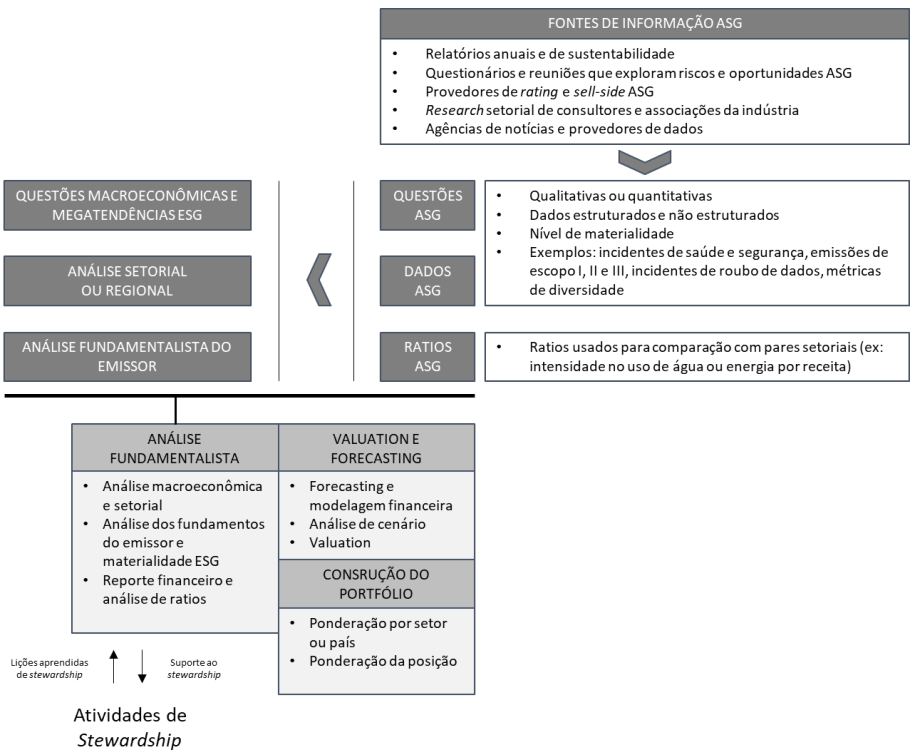 FONTES DE INFORMAÇÃO ASG
• Relatórios anuais e de sustentabilidade
• Questionários e reuniões que exploram riscos e oportunidades ASG
• Provedores de rating e sell-side ASG
• Research setorial de consultores e associações da indústria
• Agências de notícias e provedores de dados
QUESTÕES MACROECONÔMICAS E
MEGATENDÊNCIAS ESG
ANÁLISE SETORIAL
OU REGIONAL
ANÁLISE FUNDAMENTALISTA DO
EMISSOR
QUESTÕES
ASG
DADOS
ASG
RATIOS
ASG
• Qualitativas ou quantitativas
• Dados estruturados e não estruturados
• Nível de materialidade
• Exemplos: incidentes de saúde e segurança, emissões de
escopo I, II e III, incidentes de roubo de dados, métricas
de diversidade
• Ratios usados para comparação com pares setoriais (ex:
intensidade no uso de água ou energia por receita)
ANÁLISE
FUNDAMENTALISTA
• Análise macroeconômica
e setorial
• Análise dos fundamentos
do emissor e
materialidade ESG
• Reporte financeiro e
análise de ratios
VALUATION E
FORECASTING
• Forecasting e
modelagem financeira
• Análise de cenário
• Valuation
CONSRUÇÃO DO
PORTFÓLIO
• Ponderação por setor
ou país
• Ponderação da posição
Lições aprendidas
de stewardship
Suporte ao
stewardship
Atividades de
Stewardship